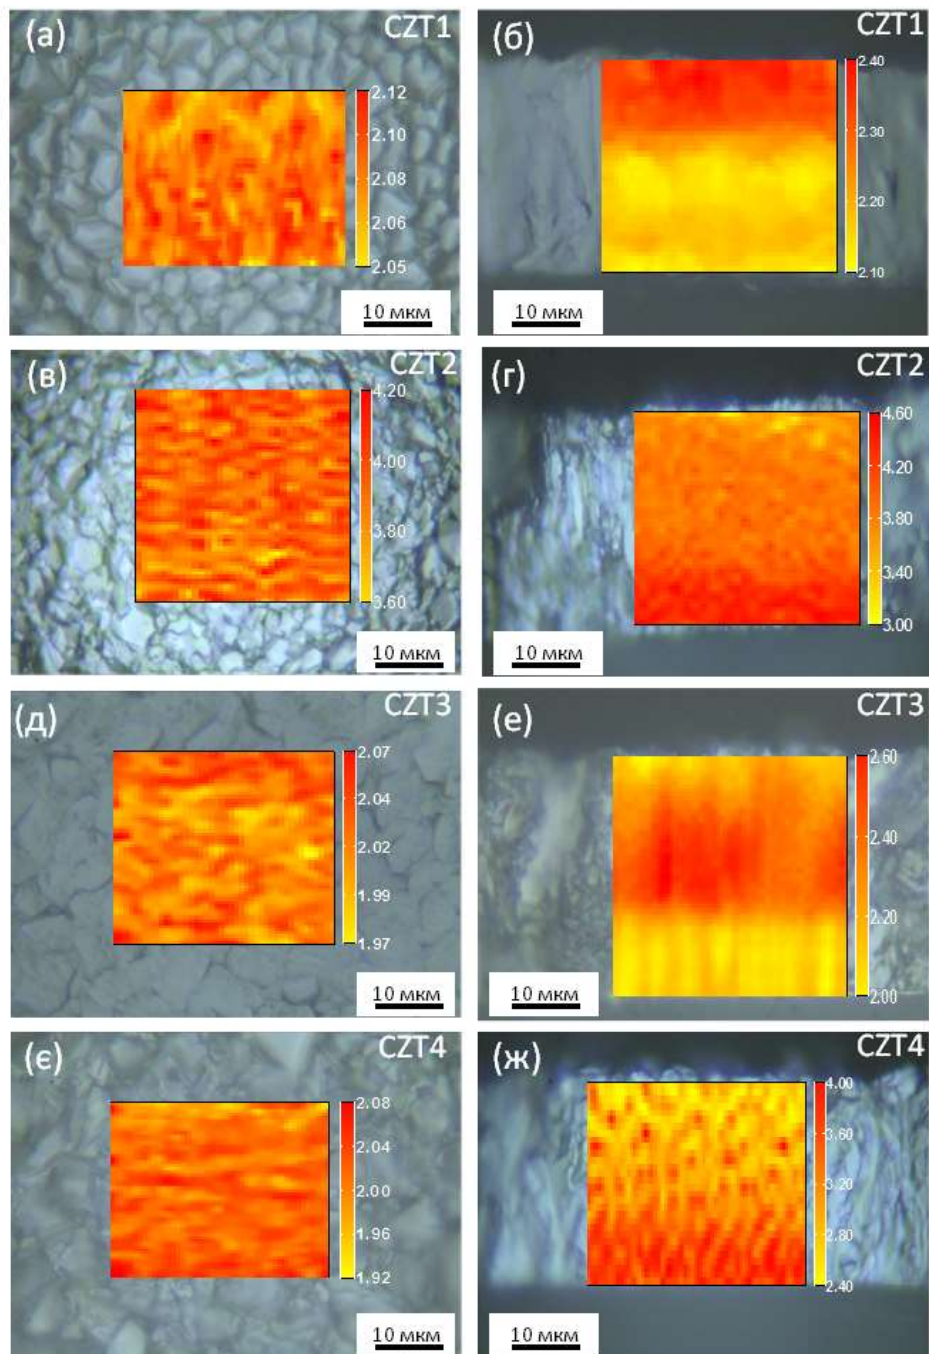 (а) CZT1
2.12
2.10
2.08
2.06
2.05
10 мкм
(б) CZT1
2.40
2.30
2.20
2.10
10 мкм
(в) CZT2
4.20
4.00
3.80
3.60
10 мкм
(г) CZT2
4.60
4.20
3.80
3.40
3.00
10 мкм
(д) CZT3
2.07
2.04
2.02
1.99
1.97
10 мкм
(е) CZT3
2.60
2.40
2.20
2.00
10 мкм
(є) CZT4
2.08
2.04
2.00
1.96
1.92
10 мкм
(ж) CZT4
4.00
3.60
3.20
2.80
2.40
10 мкм